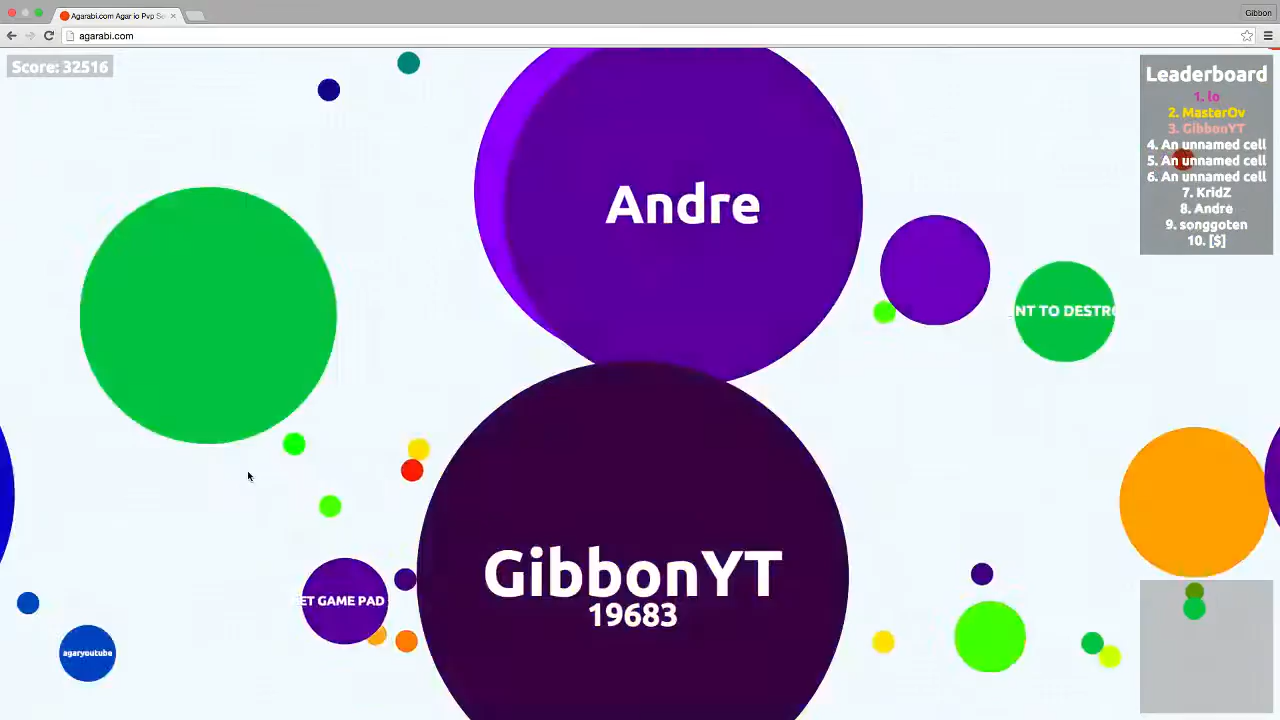 Agarabi.com Agar io Pvp Se
Gibbon
agarabi.com
Score: 32516
Leaderboard
1. lo
2. MasterOv
3. GibbonYT
4. An unnamed cell
5. An unnamed cell
6. An unnamed cell
7. KridZ
8. Andre
9. songgoten
10. [$]
Andre
NT TO DESTRO
GibbonYT
19683
ET GAME PAD
agaryoutube